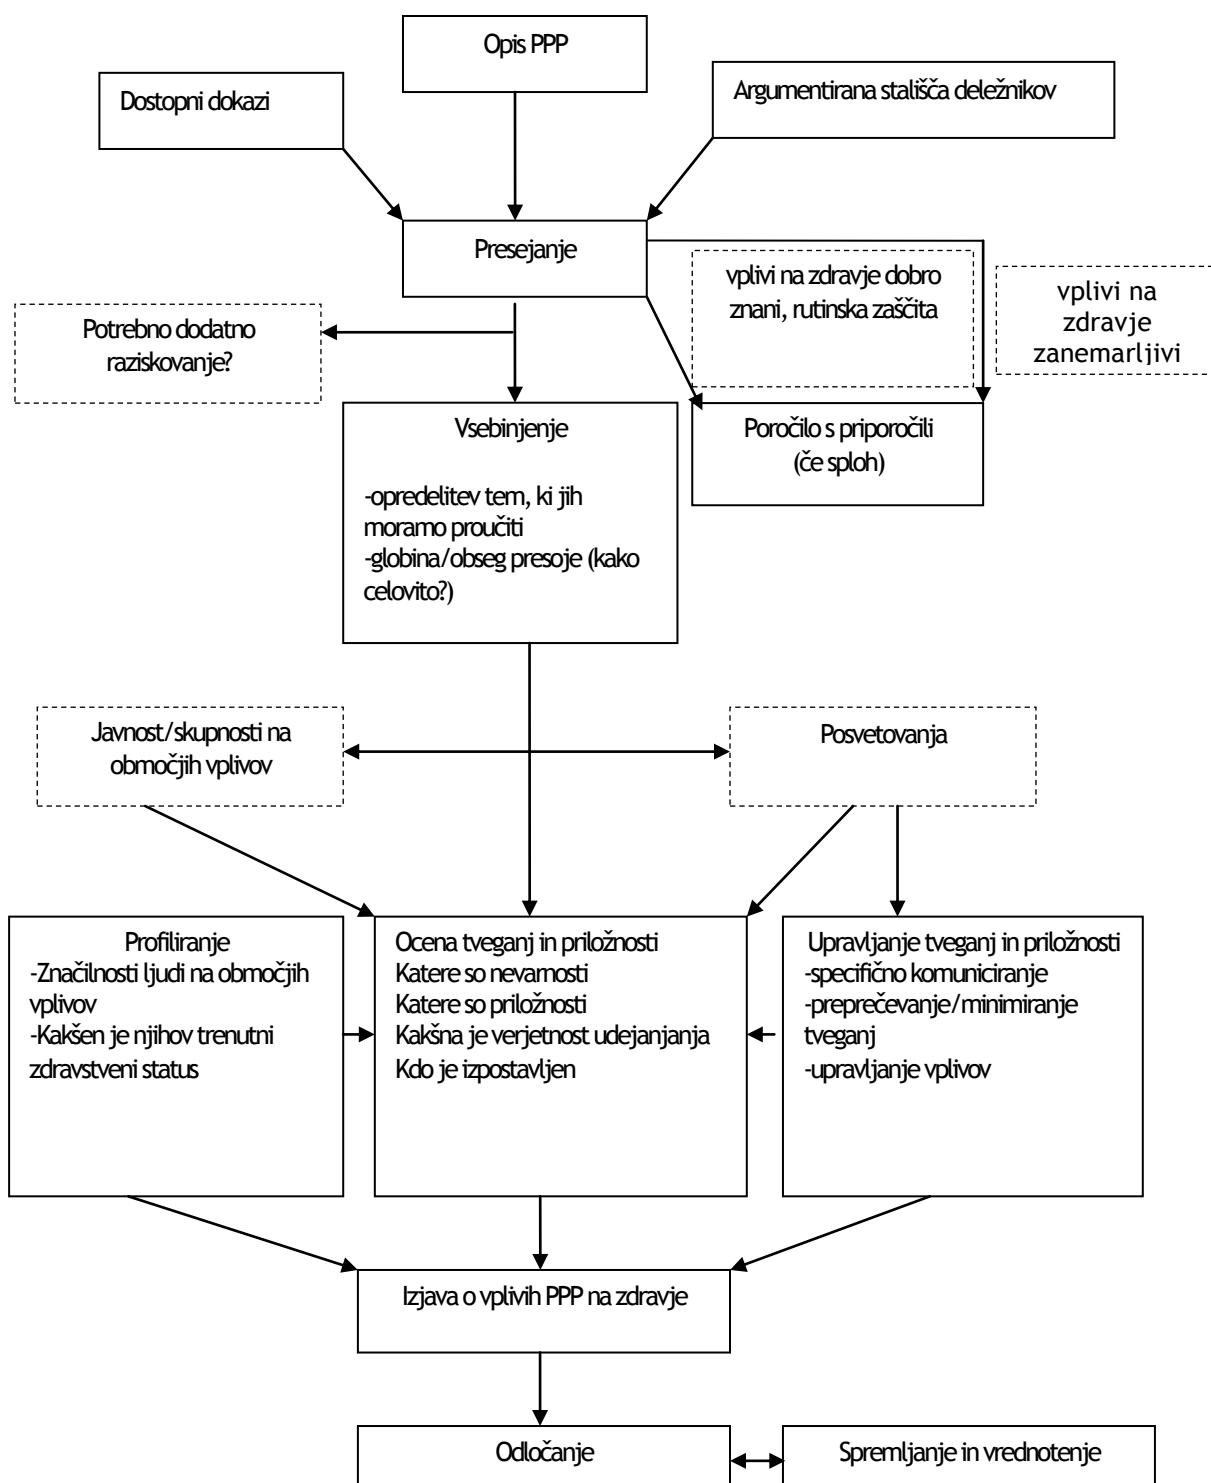 Opis PPP
Dostopni dokazi
Argumentirana stališča deležnikov
Presejanje
vplivi na zdravje dobro
znani, rutinska zaščita
vplivi na
zdravje
zanemarljivi
Potrebno dodatno
raziskovanje?
Vsebinjenje
-opredelitev tem, ki jih
moramo proučiti
-globina/obseg presoje (kako
celovito?)
Poročilo s priporočili
(če sploh)
Javnost/skupnosti na
območjih vplivov
Posvetovanja
Profiliranje
-Značilnosti ljudi na območjih
vplivov
-Kakšen je njihov trenutni
zdravstveni status
Ocena tveganj in priložnosti
Katere so nevarnosti
Katere so priložnosti
Kakšna je verjetnost udejanjanja
Kdo je izpostavljen
Upravljanje tveganj in priložnosti
-specifično komuniciranje
-preprečevanje/minimiranje
tveganj
-upravljanje vplivov
Izjava o vplivih PPP na zdravje
Odločanje
Spremljanje in vrednotenje